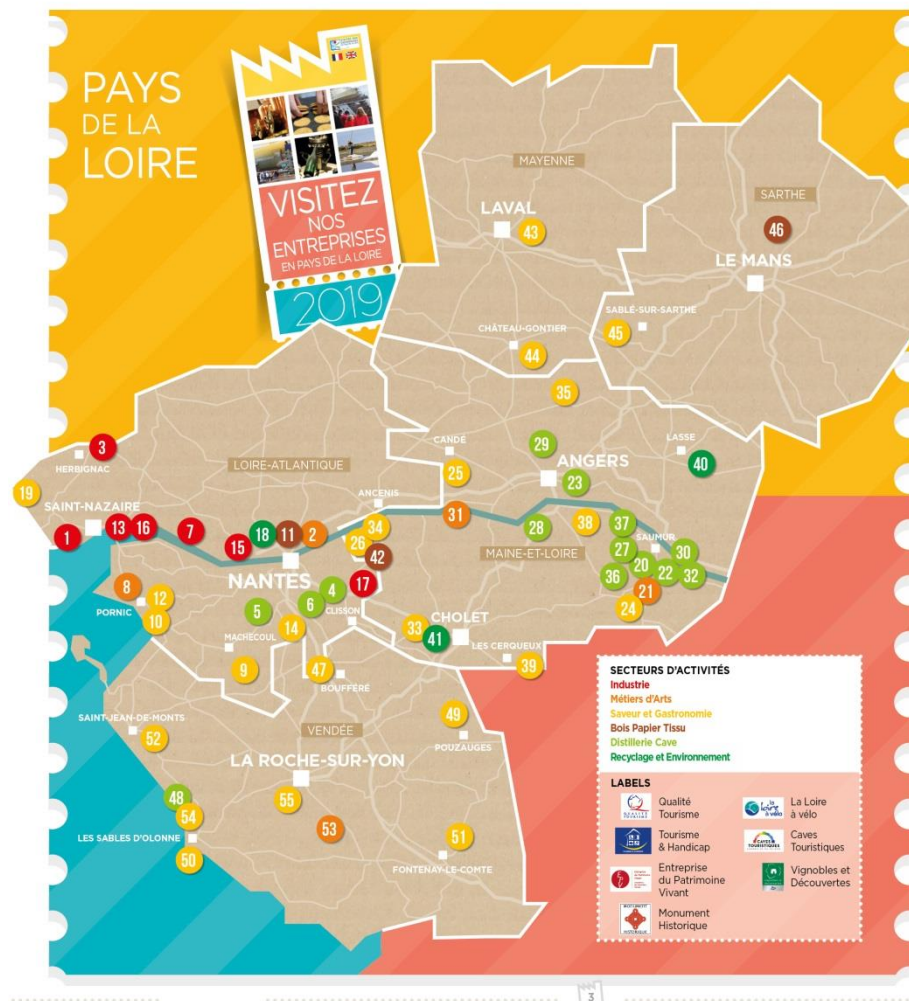 PAYS
DE LA
LOIRE
VISITEZ
NOS
ENTREPRISES
EN PAYS DE LA LOIRE
2019
MAYENNE
LAVAL
43
SARTHE
46
LE MANS
SABLÉ-SUR-SARTHE
45
CHÂTEAU-GONTIER
44
35
3
HERBIGNAC
LOIRE-ATLANTIQUE
CANDÉ
25
29
ANGERS
23
LASSE
40
19
SAINT-NAZAIRE
1
13
16
7
15
18
11
2
ANCENIS
34
26
42
31
28
38
37
MAINE-ET-LOIRE
SAUMUR
27
20
30
22
32
36
21
24
NANTES
17
8
12
PORNIC
10
5
6
4
CLISSON
14
MACHECOUL
9
33
41
CHOLET
LES CERQUEUX
39
47
BOUFFÉRÉ
SAINT-JEAN-DE-MONTS
52
VENDÉE
49
POUZAUGES
LA ROCHE-SUR-YON
55
53
48
54
LES SABLES D'OLONNE
50
51
FONTENAY-LE-COMTE
SECTEURS D'ACTIVITÉS
Industrie
Métiers d'Arts
Saveur et Gastronomie
Bois Papier Tissu
Distillerie Cave
Recyclage et Environnement
LABELS
Qualité
Tourisme
Tourisme
& Handicap
Entreprise
du Patrimoine
Vivant
Monument
Historique
La Loire
à vélo
Caves
Touristiques
Vignobles et
Découvertes
3